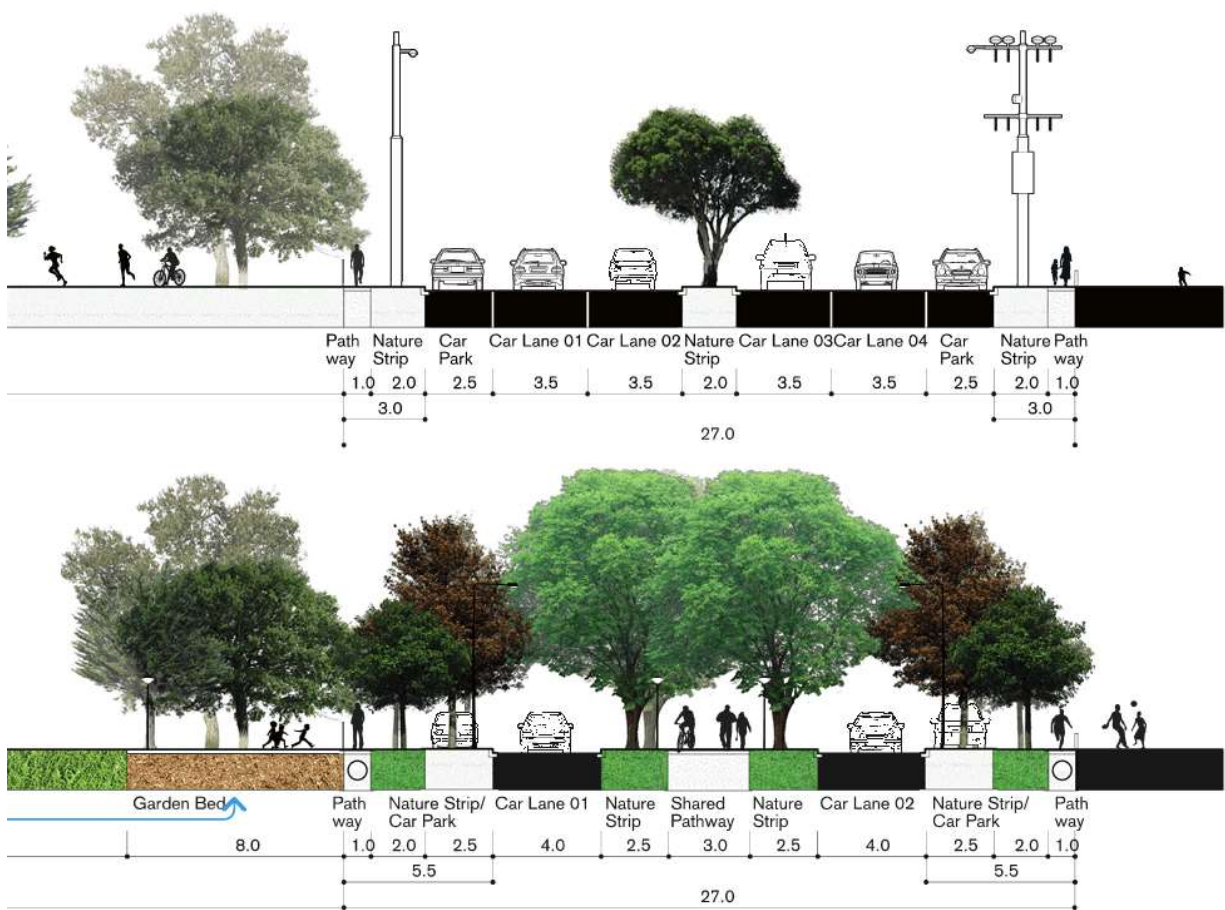 Path way Nature Strip Car Park Car Lane 01 Car Lane 02 Nature Strip Car Lane 03 Car Lane 04 Car Park Nature Strip Path way
1.0 2.0 2.5 3.5 3.5 2.0 3.5 3.5 2.5 2.0 1.0
3.0 3.0
27.0
Garden Bed Path way Nature Strip/ Car Park Car Lane 01 Nature Strip Shared Pathway Nature Strip Car Lane 02 Nature Strip/ Car Park Path way
8.0 1.0 2.0 2.5 4.0 2.5 3.0 2.5 4.0 2.5 2.0 1.0
5.5 5.5
27.0